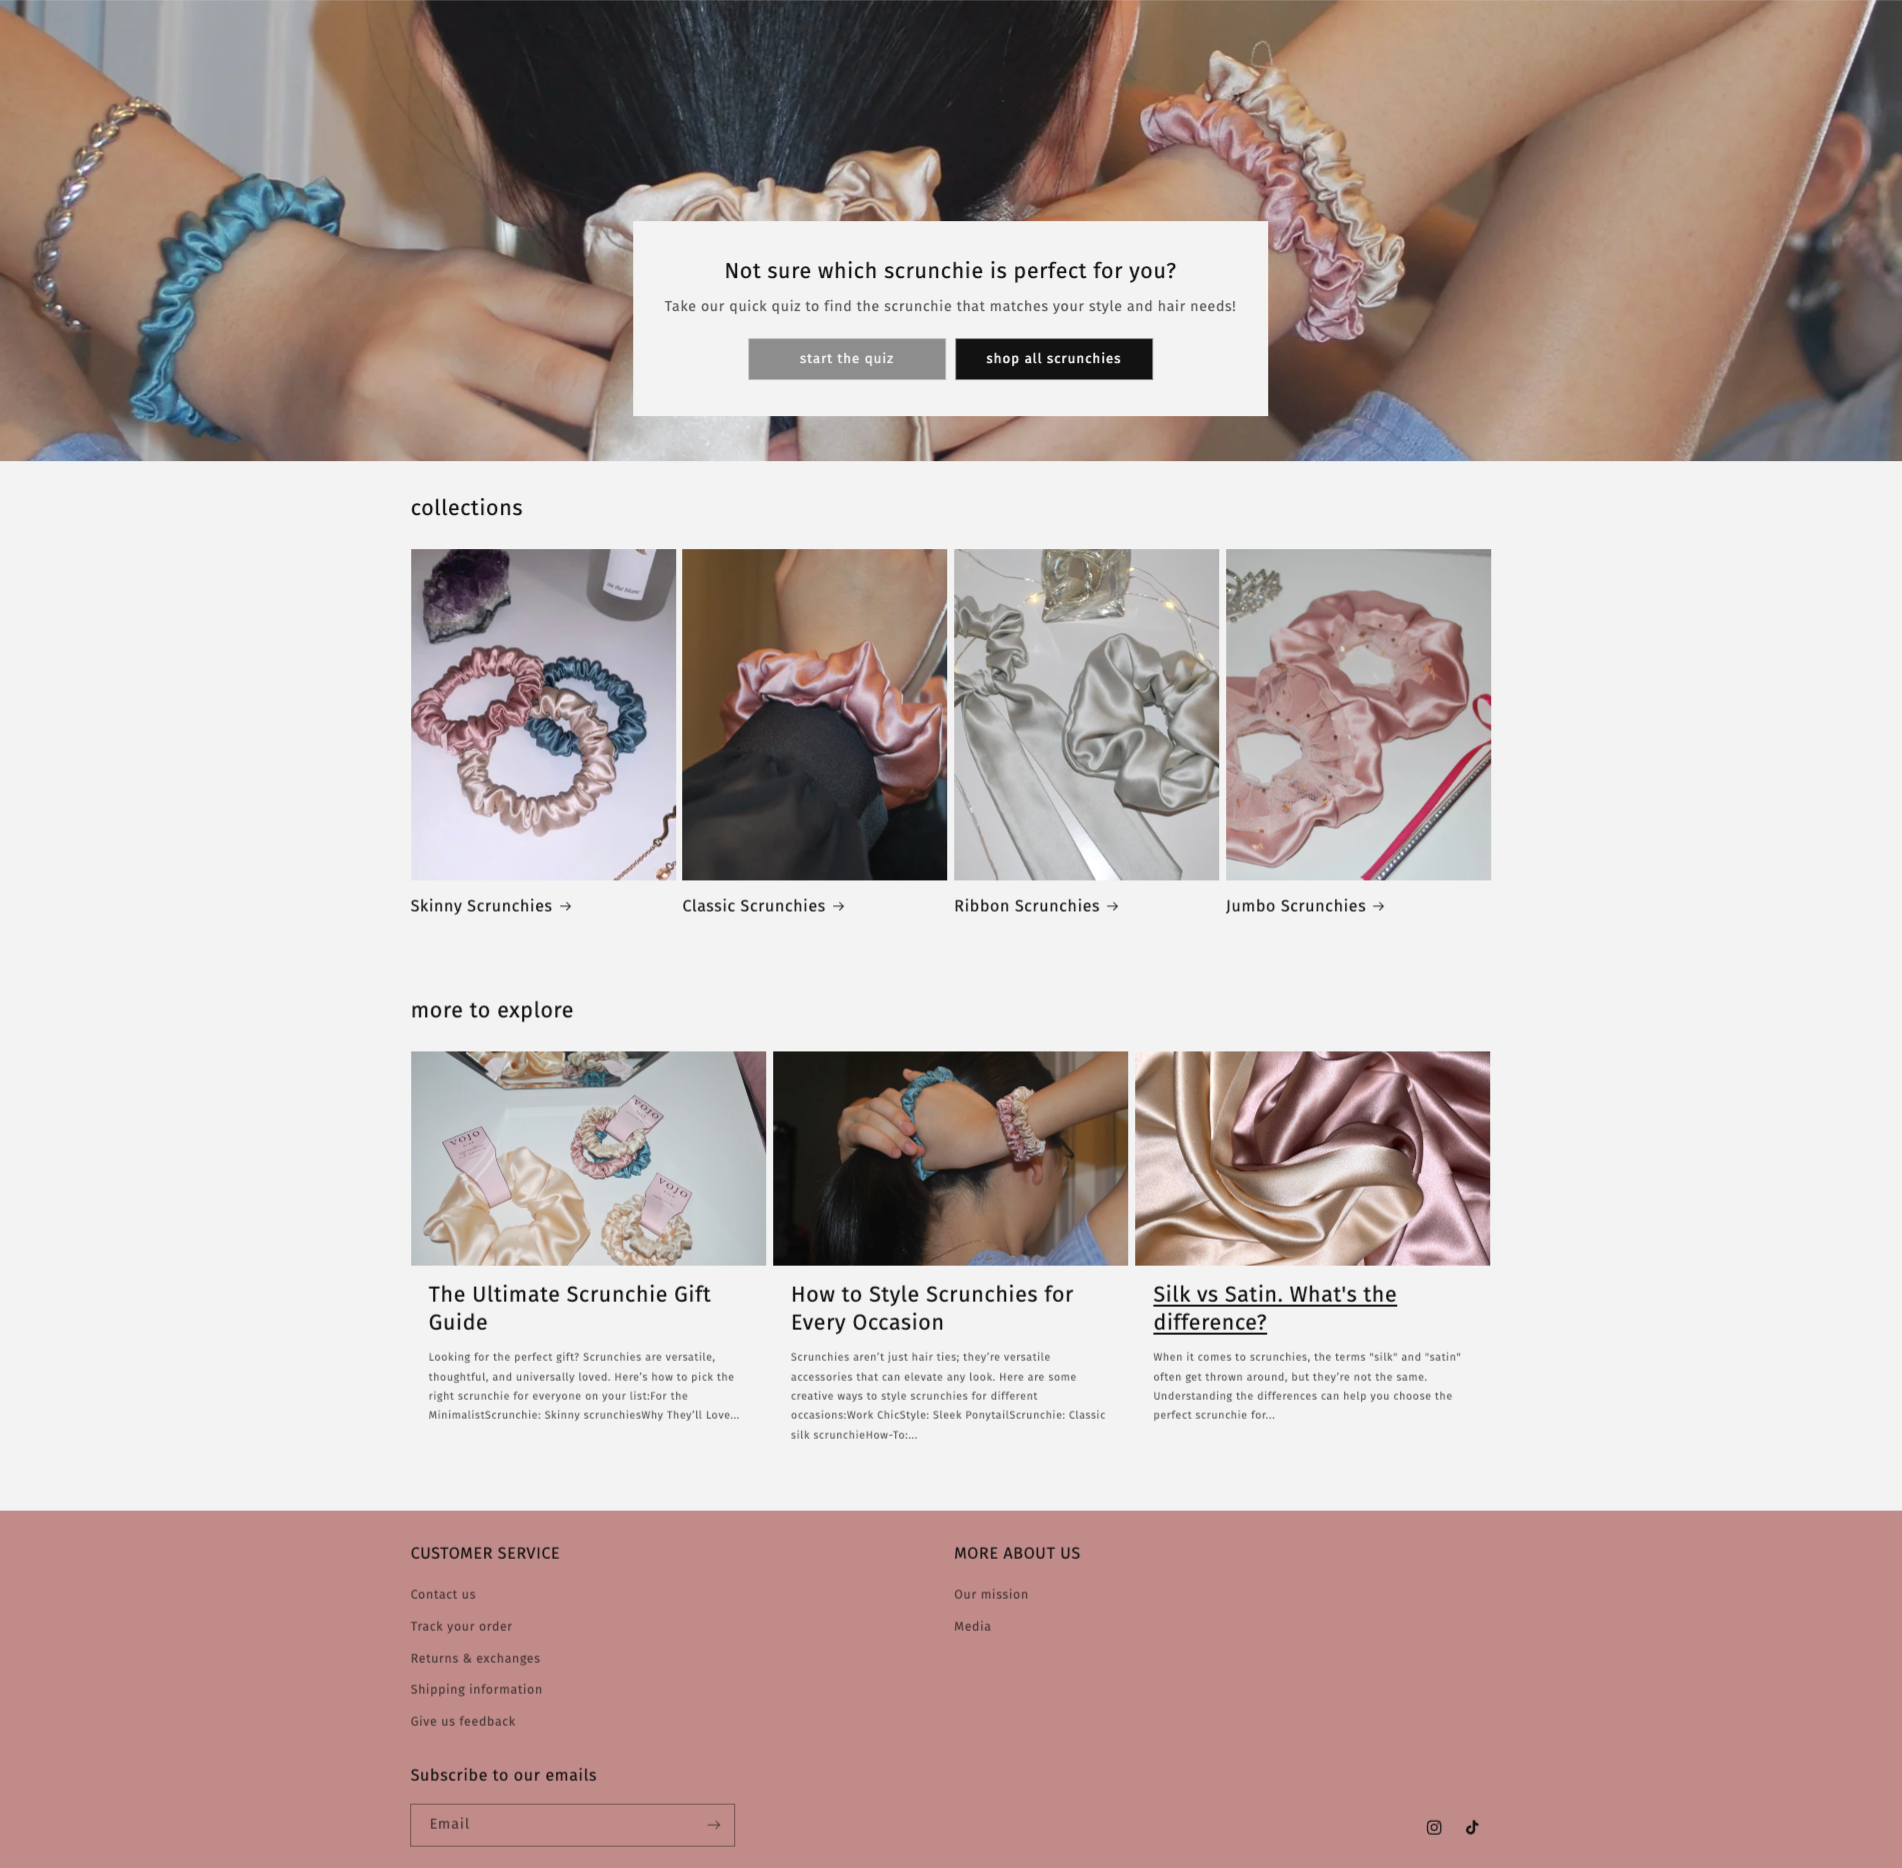 Not sure which scrunchie is perfect for you?
Take our quick quiz to find the scrunchie that matches your style and hair needs!
start the quiz
shop all scrunchies
collections
Skinny Scrunchies →
Classic Scrunchies →
Ribbon Scrunchies →
Jumbo Scrunchies →
more to explore
VOJO
VOJO
VOJO
The Ultimate Scrunchie Gift
Guide
Looking for the perfect gift? Scrunchies are versatile,
thoughtful, and universally loved. Here’s how to pick the
right scrunchie for everyone on your list:For the
MinimalistScrunchie: Skinny scrunchiesWhy They’ll Love...
How to Style Scrunchies for
Every Occasion
Scrunchies aren’t just hair ties; they’re versatile
accessories that can elevate any look. Here are some
creative ways to style scrunchies for different
occasions:Work ChicStyle: Sleek PonytailScrunchie: Classic
silk scrunchieHow-To:...
Silk vs Satin. What's the
difference?
When it comes to scrunchies, the terms "silk" and "satin"
often get thrown around, but they’re not the same.
Understanding the differences can help you choose the
perfect scrunchie for...
CUSTOMER SERVICE
Contact us
Track your order
Returns & exchanges
Shipping information
Give us feedback
MORE ABOUT US
Our mission
Media
Subscribe to our emails
Email →